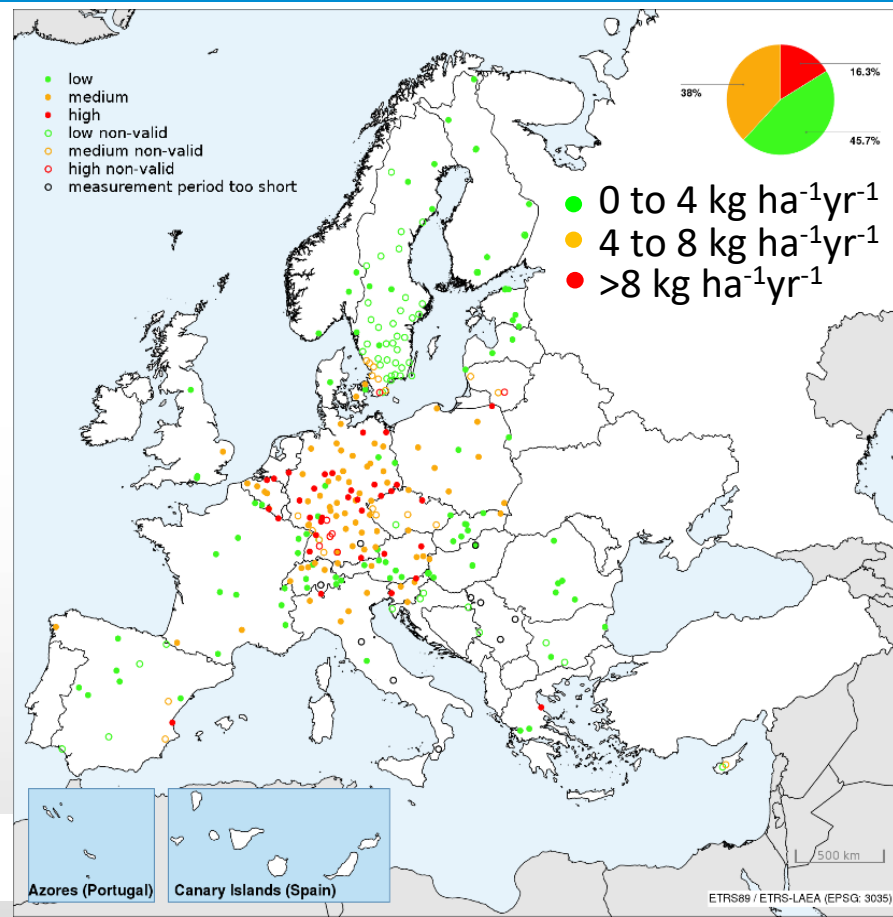 low
medium
high
low non-valid
medium non-valid
high non-valid
measurement period too short
16.3%
38%
45.7%
0 to 4 kg ha⁻¹yr⁻¹
4 to 8 kg ha⁻¹yr⁻¹
>8 kg ha⁻¹yr⁻¹
500 km
Azores (Portugal)
Canary Islands (Spain)
ETRS89 / ETRS-LAEA (EPSG: 3035)